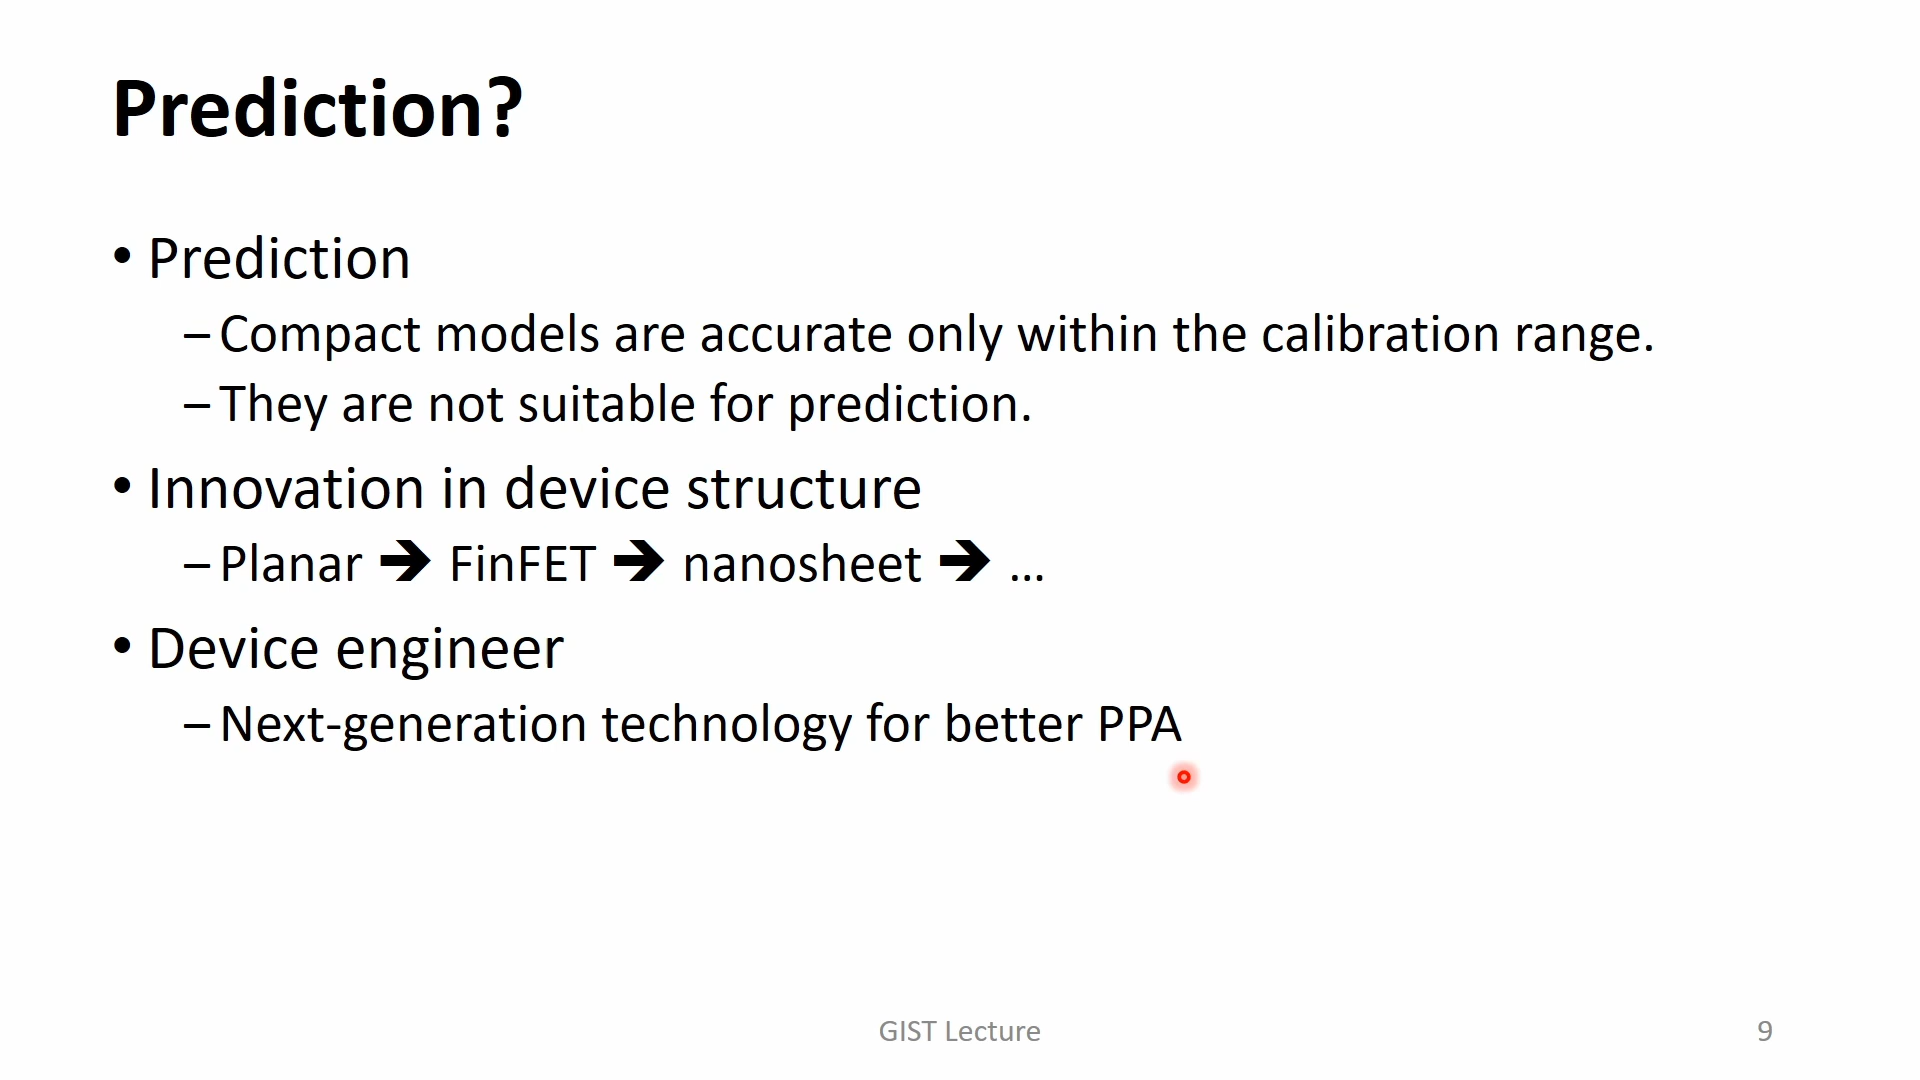 Prediction?
• Prediction
– Compact models are accurate only within the calibration range.
– They are not suitable for prediction.
• Innovation in device structure
– Planar 🡺 FinFET 🡺 nanosheet 🡺 …
• Device engineer
– Next-generation technology for better PPA
GIST Lecture
9